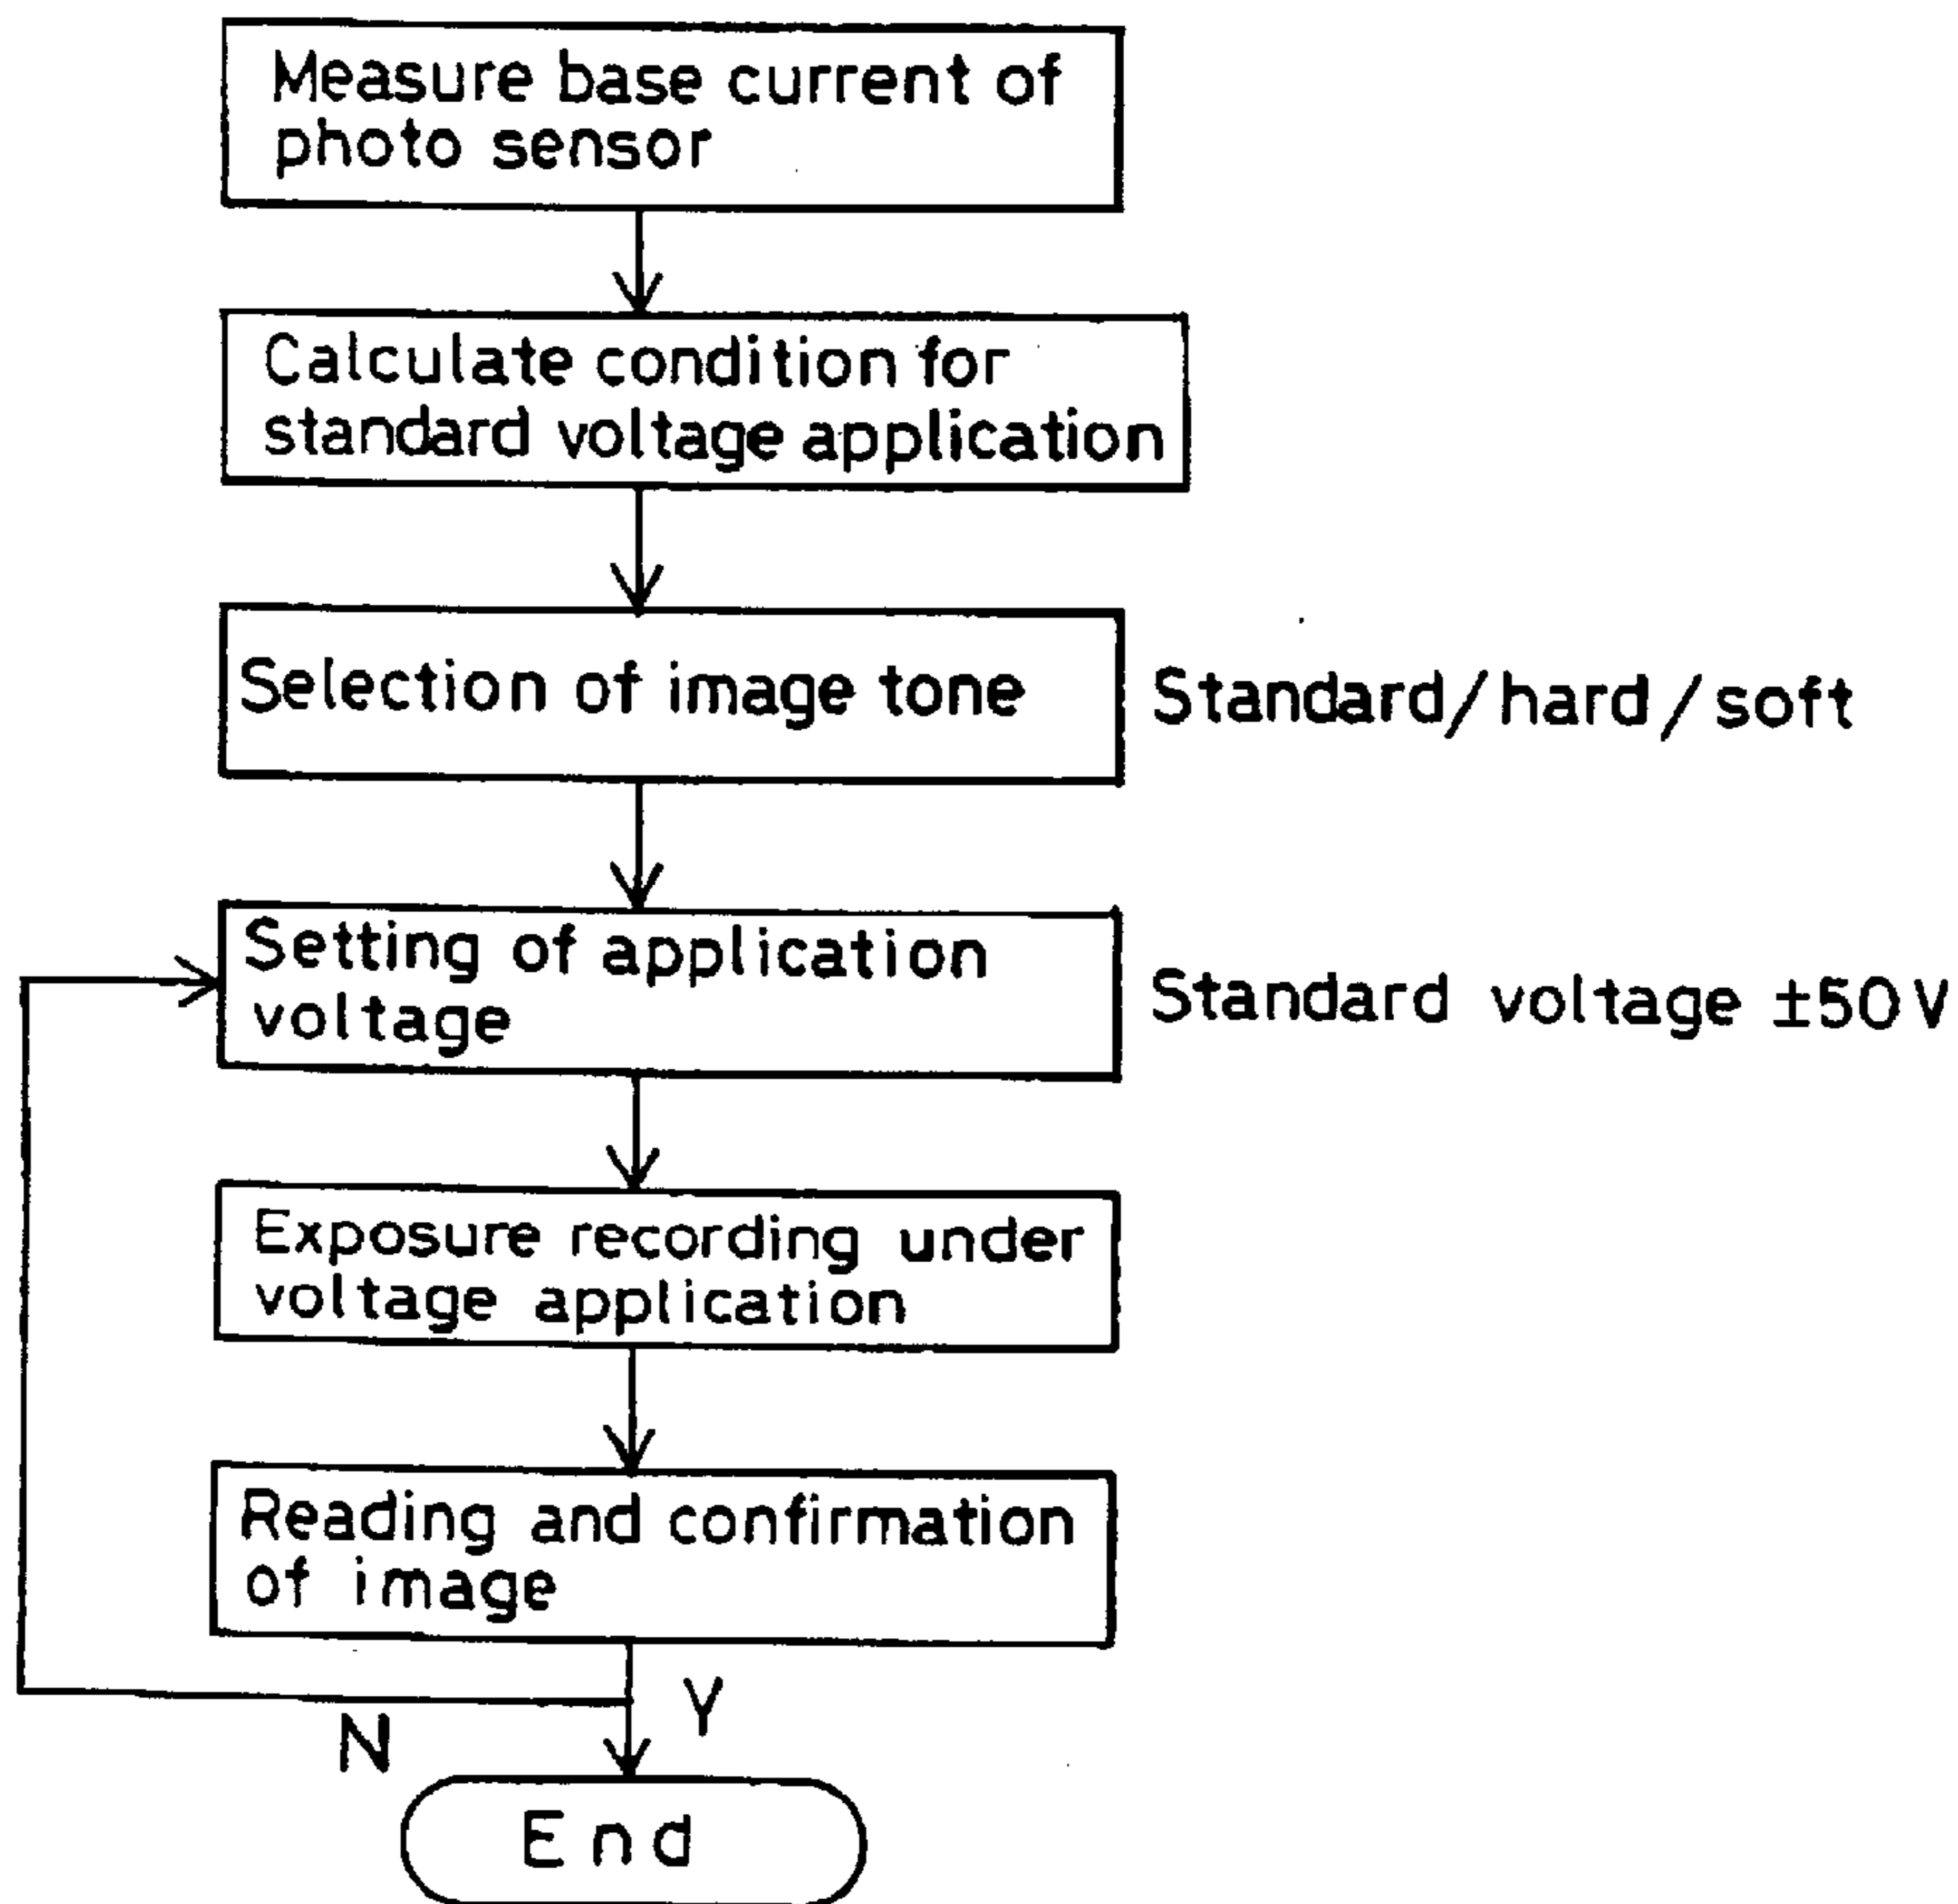 Measure base current of
photo sensor
Calculate condition for
standard voltage application
Selection of image tone
Standard/hard/soft
Setting of application
voltage
Standard voltage ±50V
Exposure recording under
voltage application
Reading and confirmation
of image
Y
N
End